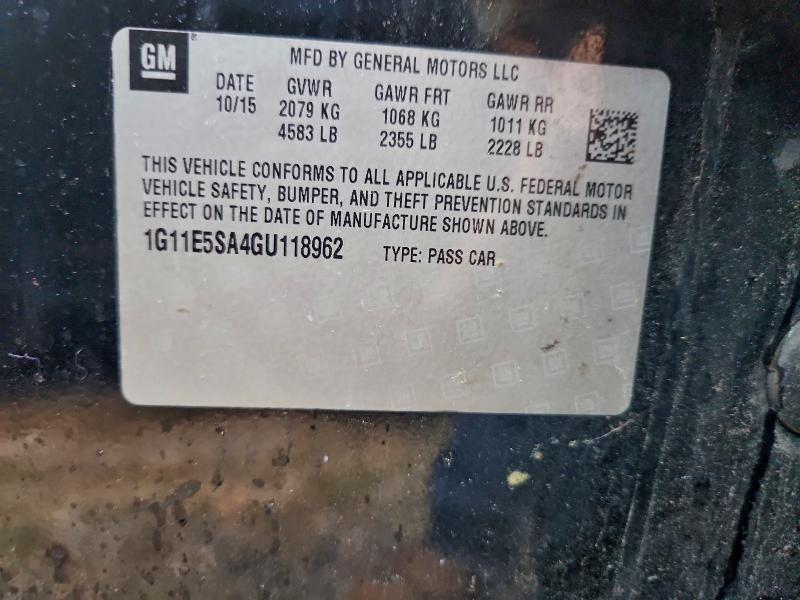 GM
MFD BY GENERAL MOTORS LLC
DATE GVWR GAWR FRT GAWR RR
10/15 2079 KG 1068 KG 1011 KG
4583 LB 2355 LB 2228 LB
THIS VEHICLE CONFORMS TO ALL APPLICABLE U.S. FEDERAL MOTOR
VEHICLE SAFETY, BUMPER, AND THEFT PREVENTION STANDARDS IN
EFFECT ON THE DATE OF MANUFACTURE SHOWN ABOVE.
1G11E5SA4GU118962 TYPE: PASS CAR